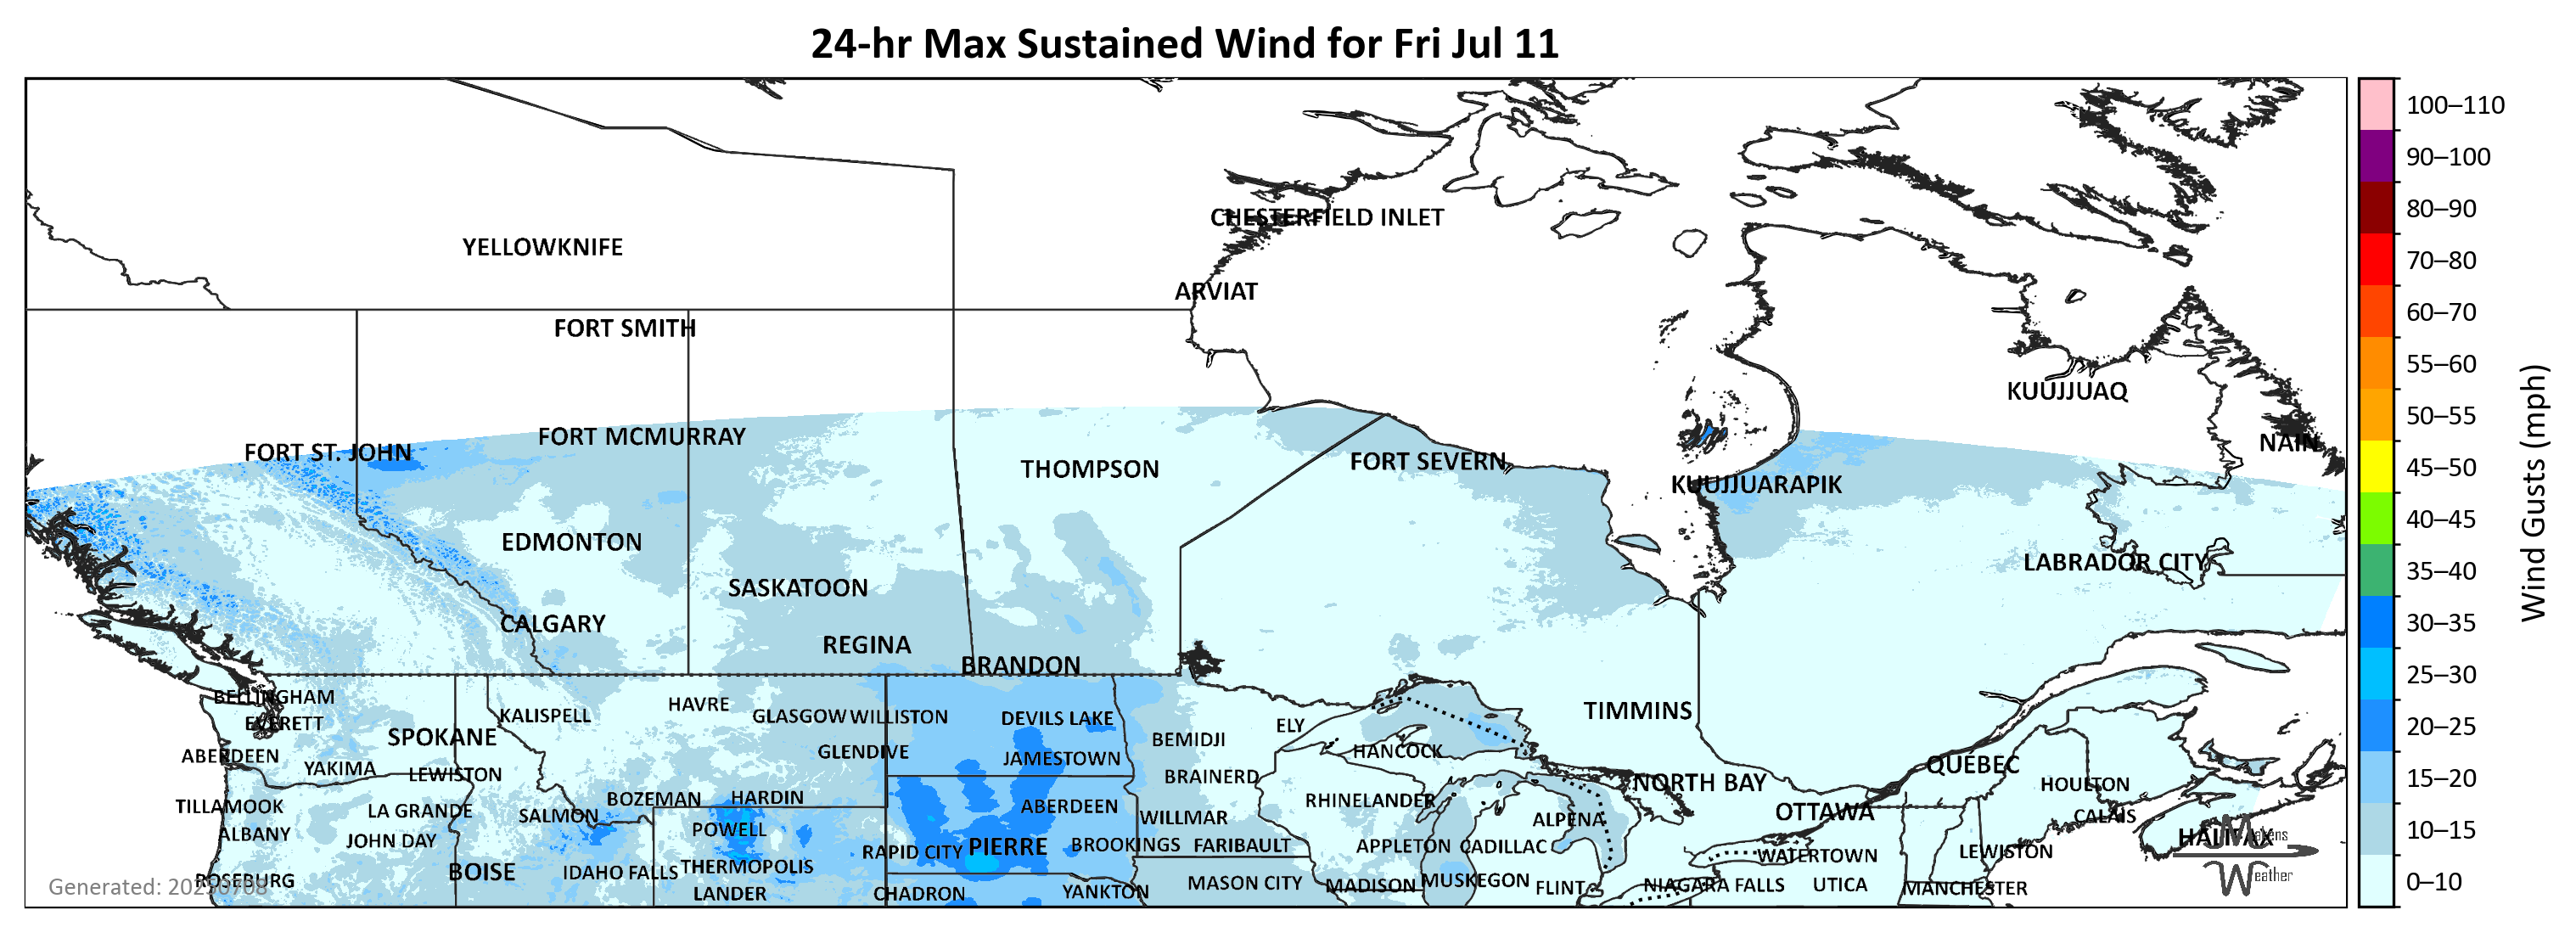 24-hr Max Sustained Wind for Fri Jul 11
100–110
90–100
80–90
70–80
60–70
55–60
50–55
45–50
40–45
35–40
30–35
25–30
20–25
15–20
10–15
0–10
Wind Gusts (mph)
CHESTERFIELD INLET
YELLOWKNIFE
ARVIAT
FORT SMITH
KUUJJUAQ
FORT MCMURRAY
NAIN
FORT ST. JOHN
FORT SEVERN
THOMPSON
KUUJJUARAPIK
EDMONTON
LABRADOR CITY
SASKATOON
CALGARY
REGINA
BRANDON
BELLINGHAM
HAVRE
TIMMINS
KALISPELL
GLASGOW
WILLISTON
DEVILS LAKE
EVERETT
ELY
SPOKANE
BEMIDJI
HANCOCK
GLENDIVE
ABERDEEN
JAMESTOWN
QUÉBEC
YAKIMA
LEWISTON
BRAINERD
NORTH BAY
HOULTON
BOZEMAN
HARDIN
RHINELANDER
TILLAMOOK
LA GRANDE
ABERDEEN
OTTAWA
SALMON
CALAIS
WILLMAR
ALPENA
POWELL
ALBANY
HALIFAX
JOHN DAY
BROOKINGS
FARIBAULT
APPLETON
CADILLAC
PIERRE
RAPID CITY
LEWISTON
WATERTOWN
THERMOPOLIS
BOISE
IDAHO FALLS
ROSEBURG
MUSKEGON
MASON CITY
MADISON
FLINT
NIAGARA FALLS
UTICA
MANCHESTER
LANDER
CHADRON
YANKTON
Generated: 20250708
Makens
Weather